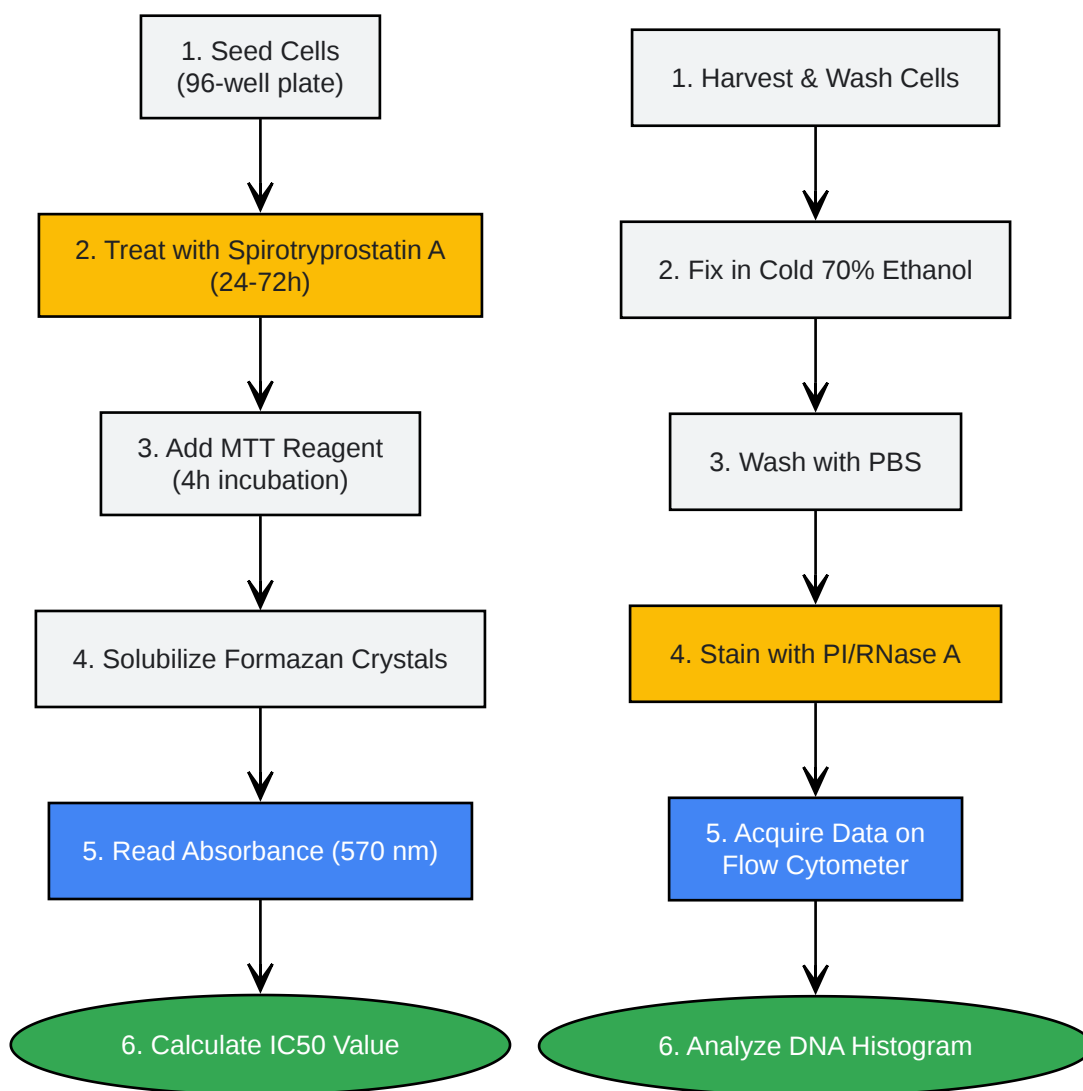 1. Seed Cells
(96-well plate)
2. Treat with Spirotryprostatin A
(24-72h)
3. Add MTT Reagent
(4h incubation)
4. Solubilize Formazan Crystals
5. Read Absorbance (570 nm)
6. Calculate IC50 Value
1. Harvest & Wash Cells
2. Fix in Cold 70% Ethanol
3. Wash with PBS
4. Stain with PI/RNase A
5. Acquire Data on
Flow Cytometer
6. Analyze DNA Histogram